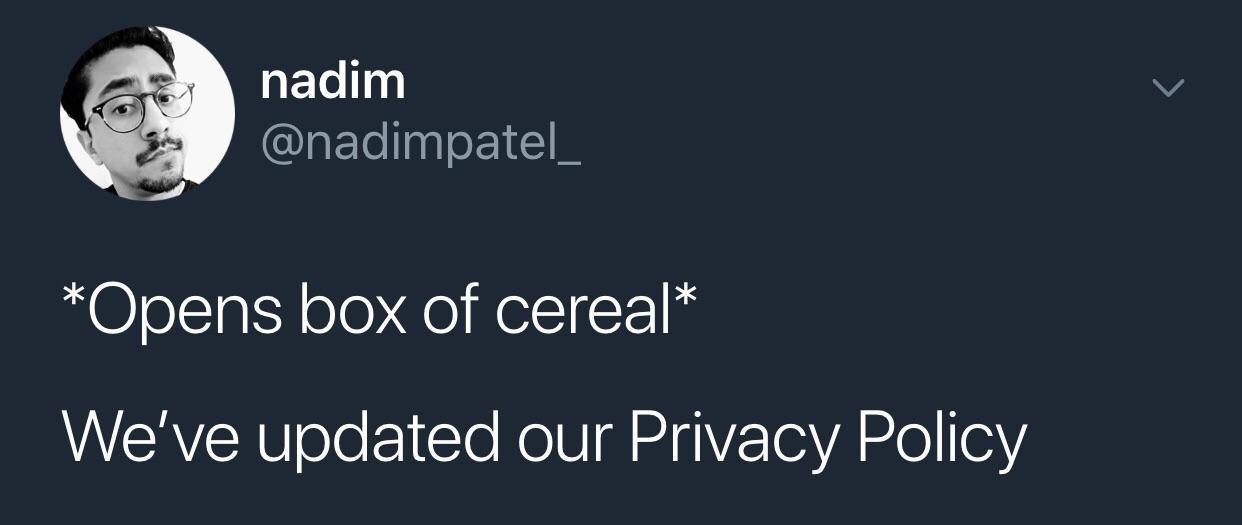 nadim
@nadimpatel_
*Opens box of cereal*
We’ve updated our Privacy Policy